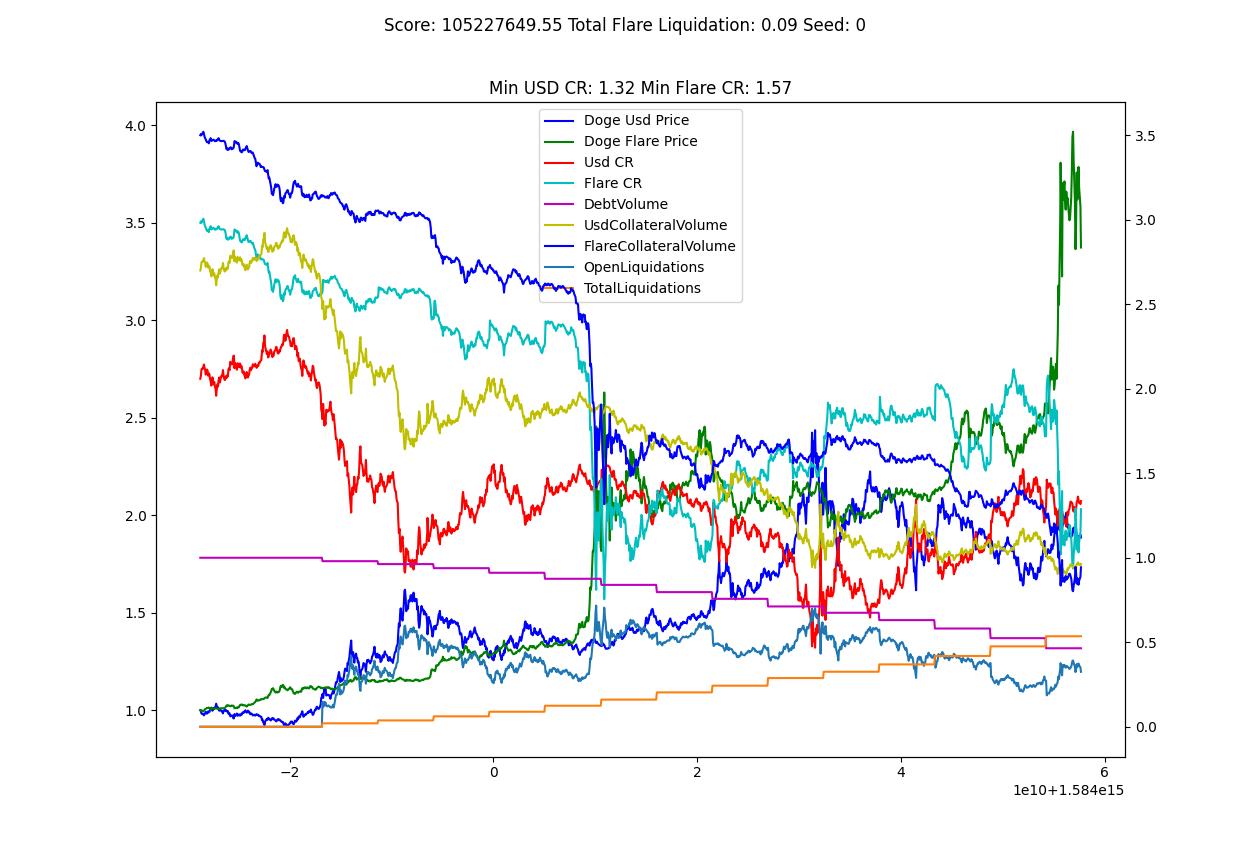 Score: 105227649.55 Total Flare Liquidation: 0.09 Seed: 0
Min USD CR: 1.32 Min Flare CR: 1.57
Doge Usd Price
Doge Flare Price
Usd CR
Flare CR
DebtVolume
UsdCollateralVolume
FlareCollateralVolume
OpenLiquidations
TotalLiquidations
4.0
3.5
3.0
2.5
2.0
1.5
1.0
3.5
3.0
2.5
2.0
1.5
1.0
0.5
0.0
−2
0
2
4
6
1e10+1.584e15